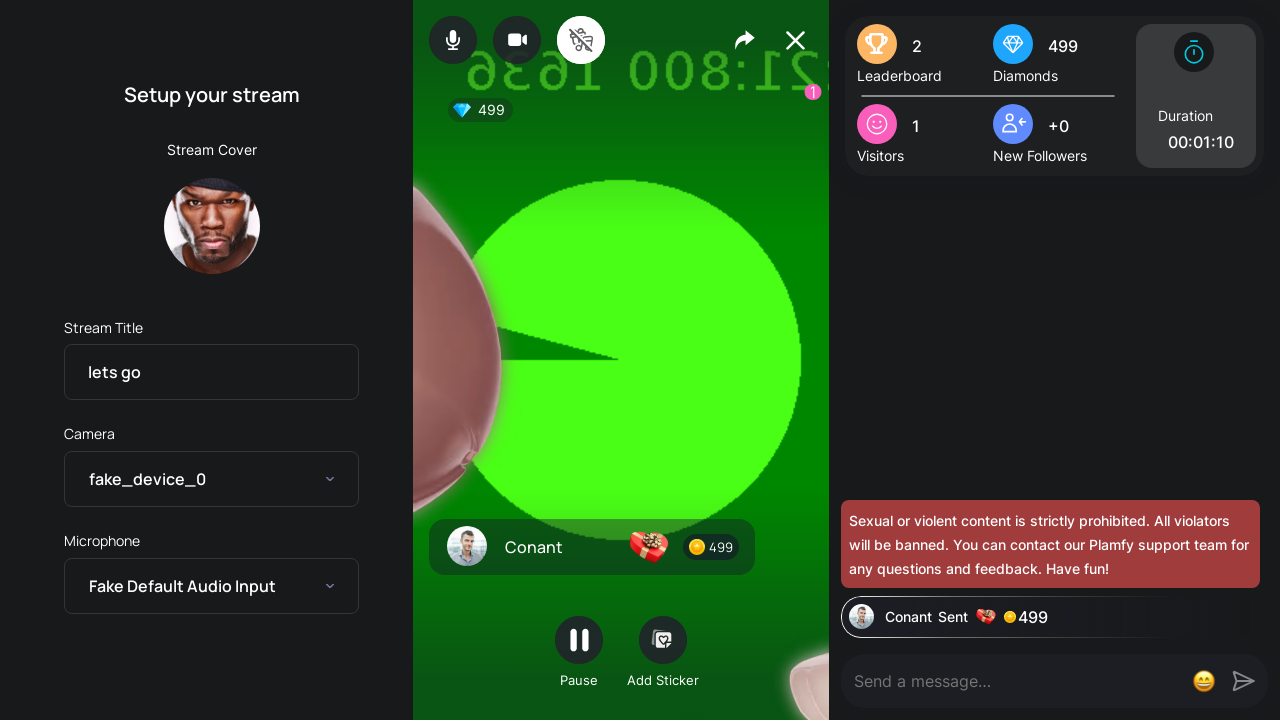 Setup your stream
Stream Cover
Stream Title
lets go
Camera
fake_device_0
Microphone
Fake Default Audio Input
:21:800 1636
499
1
Conant
499
Pause
Add Sticker
2
Leaderboard
499
Diamonds
1
Visitors
+0
New Followers
Duration
00:01:10
Sexual or violent content is strictly prohibited. All violators
will be banned. You can contact our Plamfy support team for
any questions and feedback. Have fun!
Conant Sent 499
Send a message...